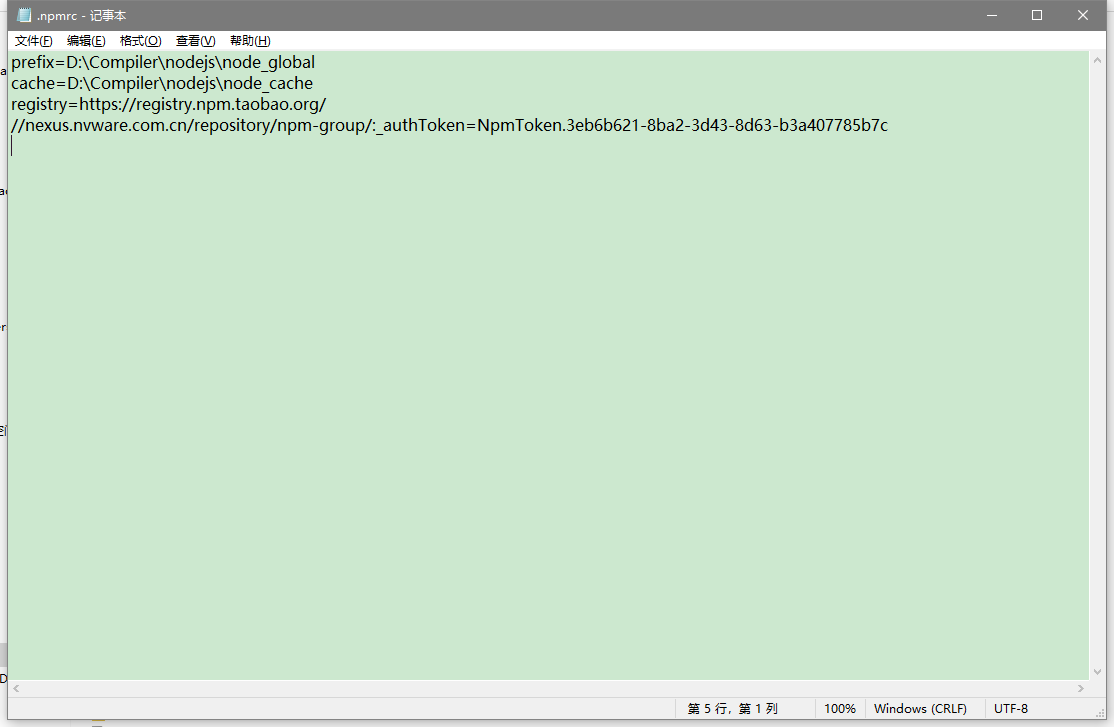 .npmrc - 记事本
文件(F) 编辑(E) 格式(O) 查看(V) 帮助(H)
prefix=D:\Compiler\nodejs\node_global
cache=D:\Compiler\nodejs\node_cache
registry=https://registry.npm.taobao.org/
//nexus.nvware.com.cn/repository/npm-group/:_authToken=NpmToken.3eb6b621-8ba2-3d43-8d63-b3a407785b7c
第 5 行，第 1 列 100% Windows (CRLF) UTF-8